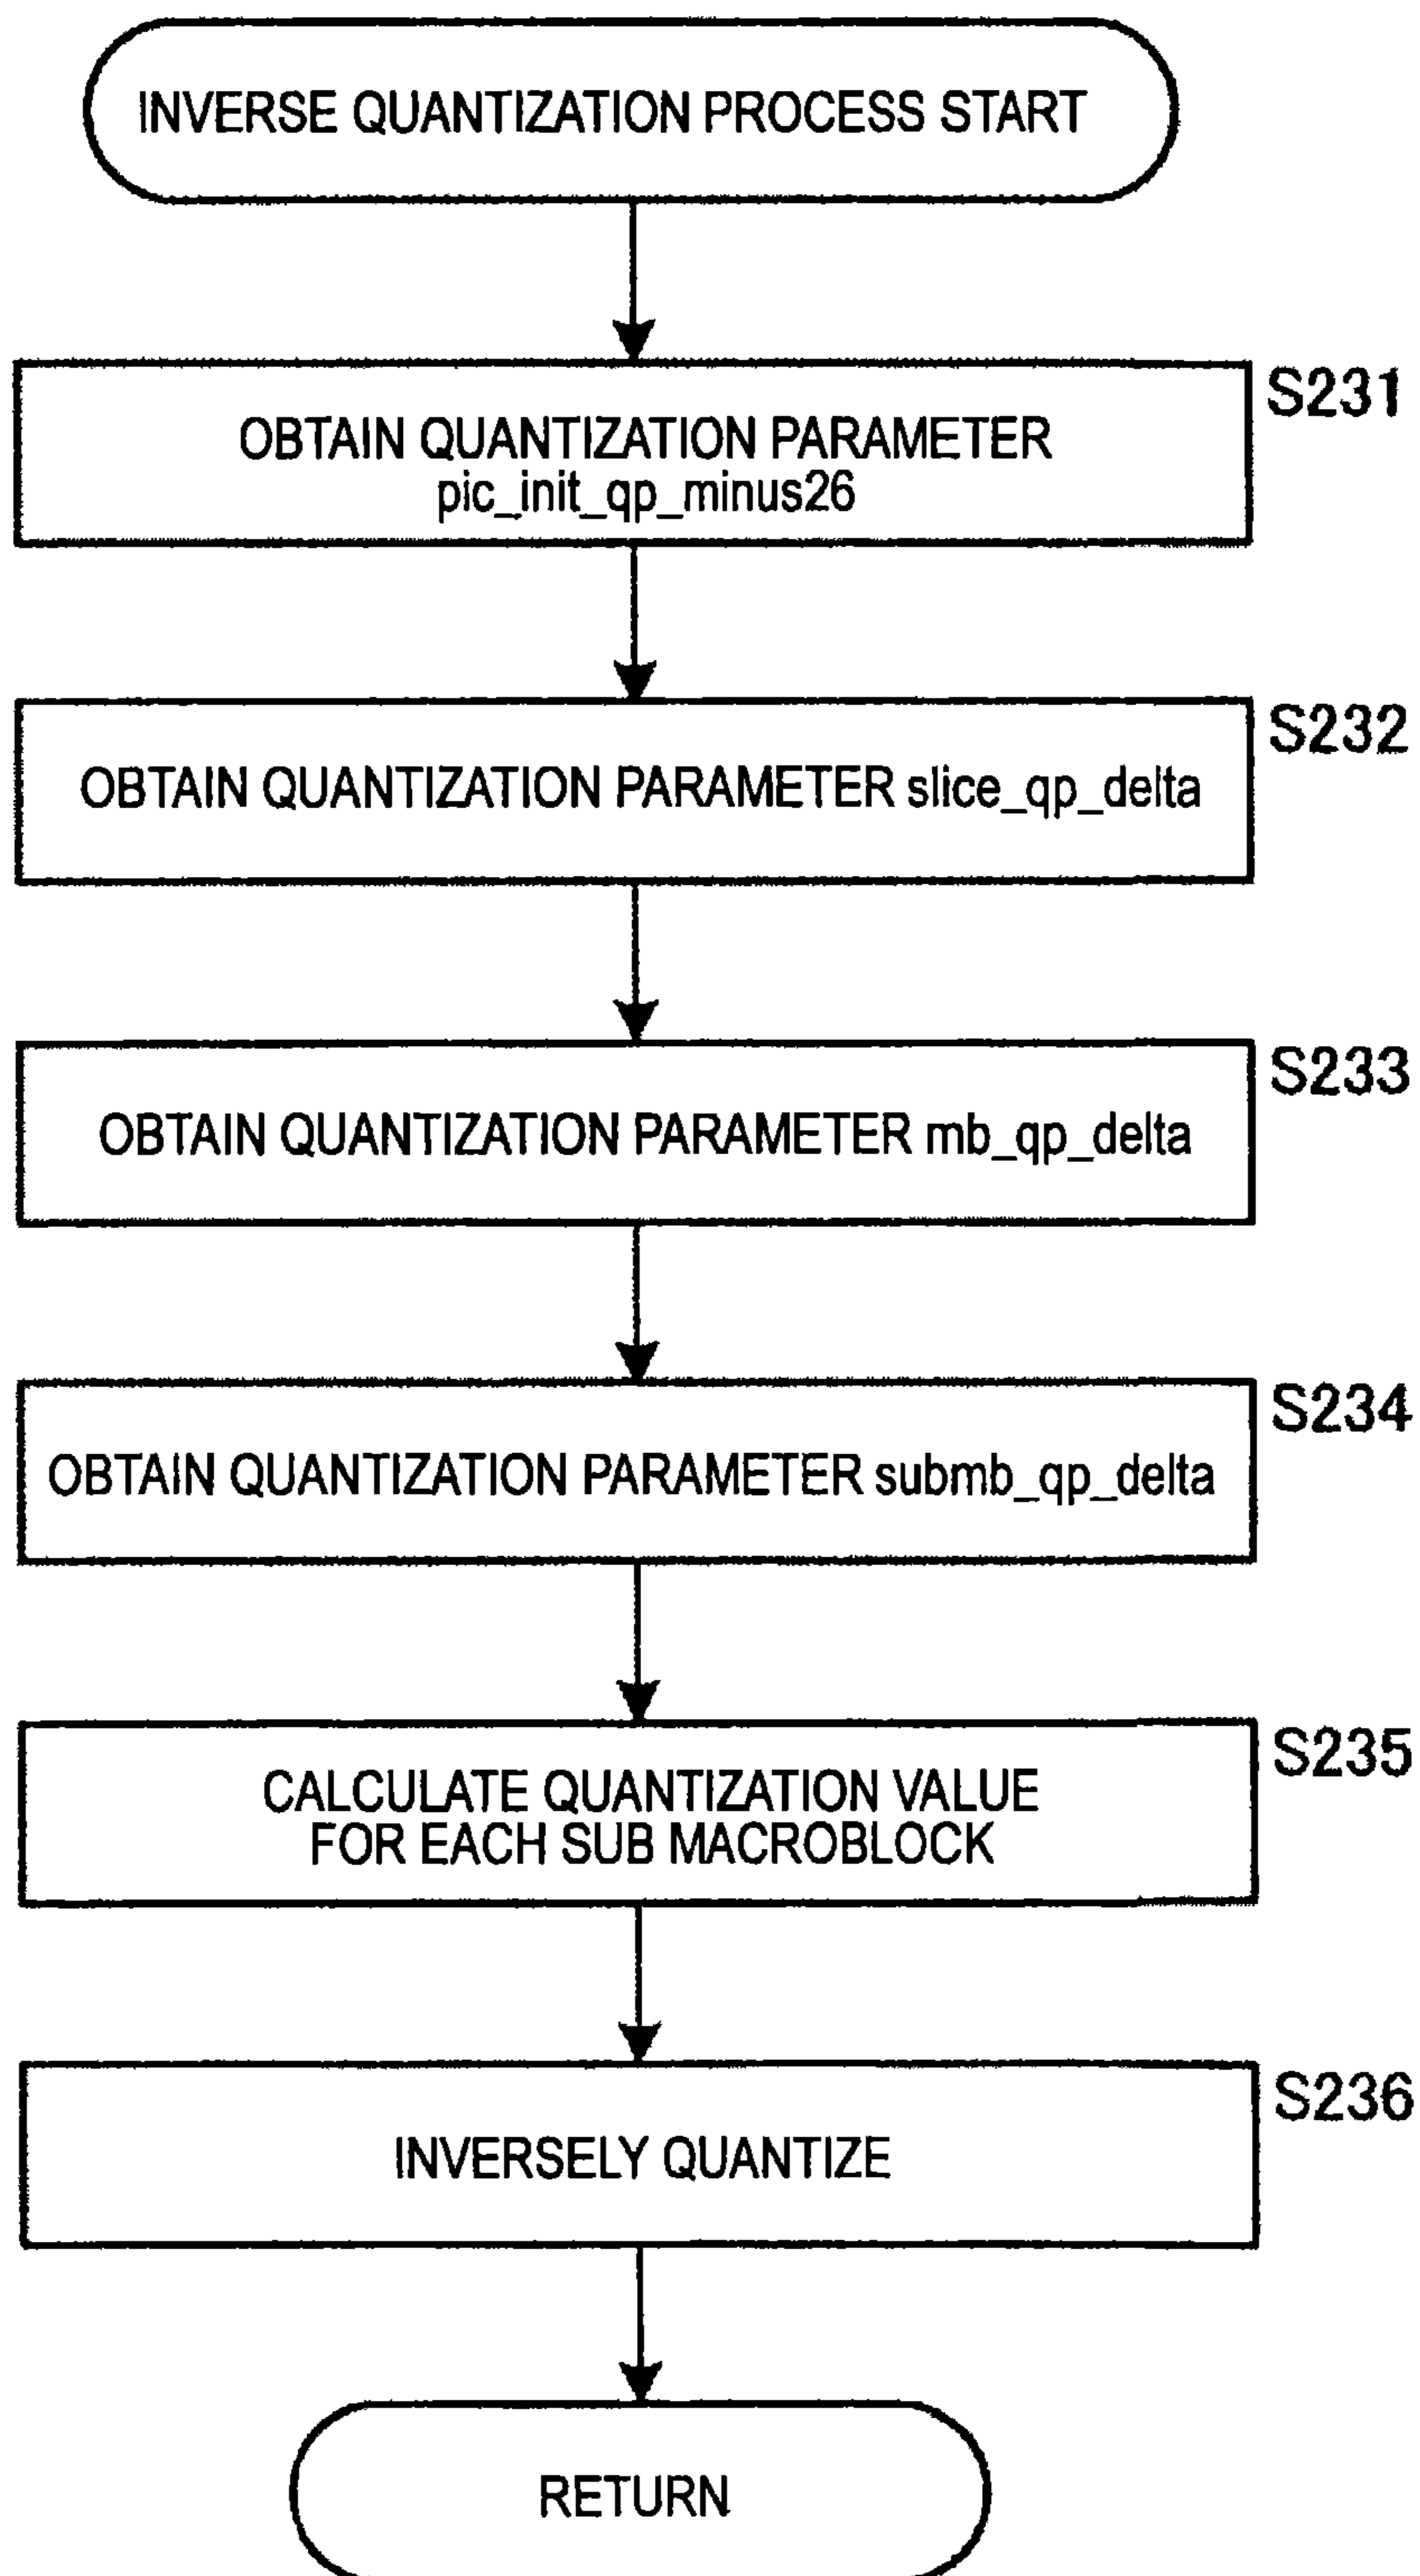 INVERSE QUANTIZATION PROCESS START
S231
OBTAIN QUANTIZATION PARAMETER
pic_init_qp_minus26
S232
OBTAIN QUANTIZATION PARAMETER slice_qp_delta
S233
OBTAIN QUANTIZATION PARAMETER mb_qp_delta
S234
OBTAIN QUANTIZATION PARAMETER submb_qp_delta
S235
CALCULATE QUANTIZATION VALUE
FOR EACH SUB MACROBLOCK
S236
INVERSELY QUANTIZE
RETURN